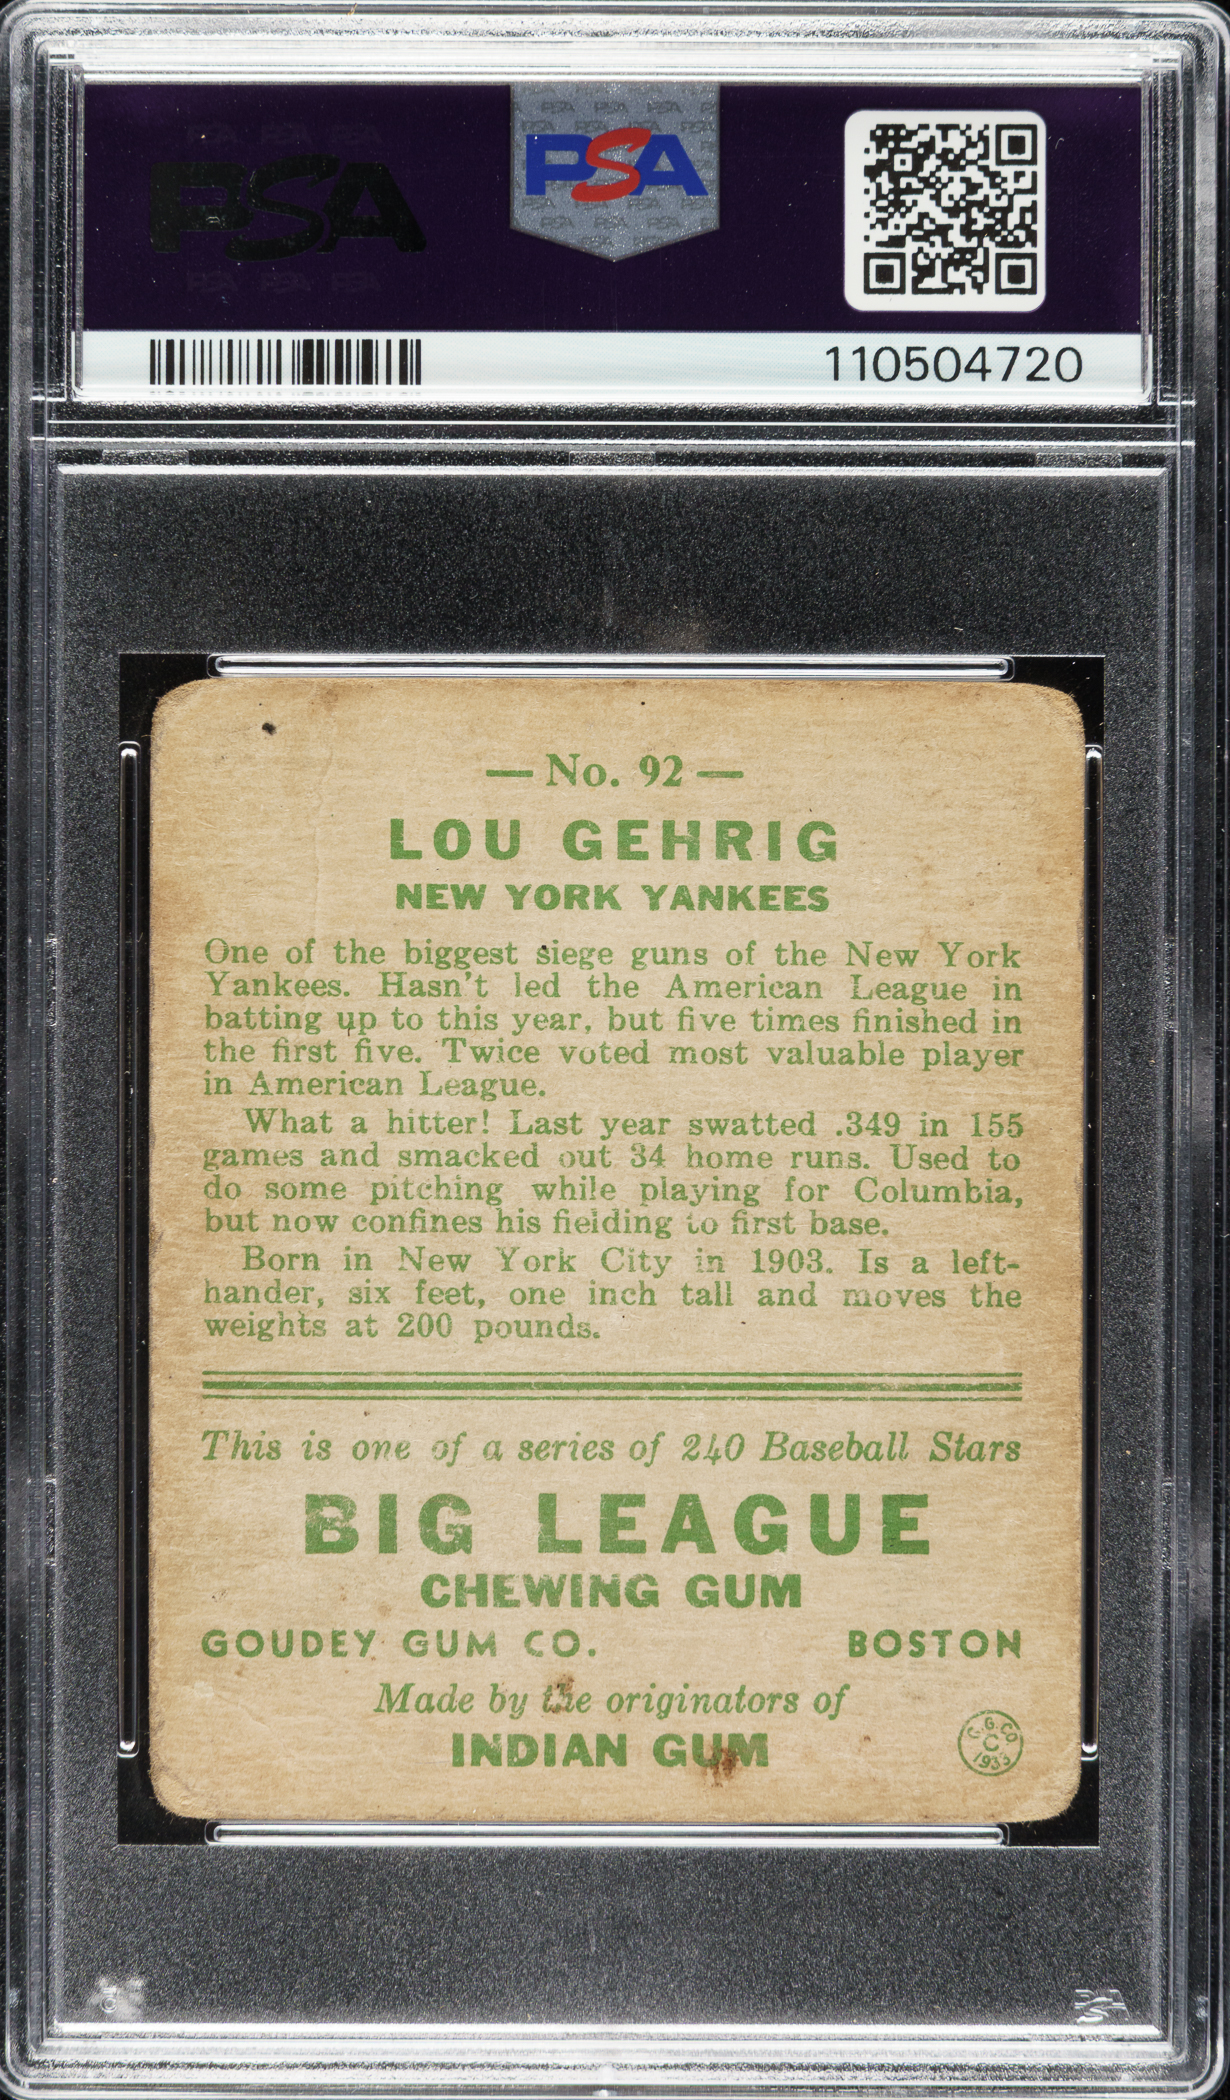 PSA
PSA
110504720
— No. 92 —
LOU GEHRIG
NEW YORK YANKEES
One of the biggest siege guns of the New York
Yankees. Hasn't led the American League in
batting up to this year, but five times finished in
the first five. Twice voted most valuable player
in American League.
What a hitter! Last year swatted .349 in 155
games and smacked out 34 home runs. Used to
do some pitching while playing for Columbia,
but now confines his fielding to first base.
Born in New York City in 1903. Is a left-
hander, six feet, one inch tall and moves the
weights at 200 pounds.
This is one of a series of 240 Baseball Stars
BIG LEAGUE
CHEWING GUM
GOUDEY GUM CO. BOSTON
Made by the originators of
INDIAN GUM
G.G.CO
C
1933
PSA